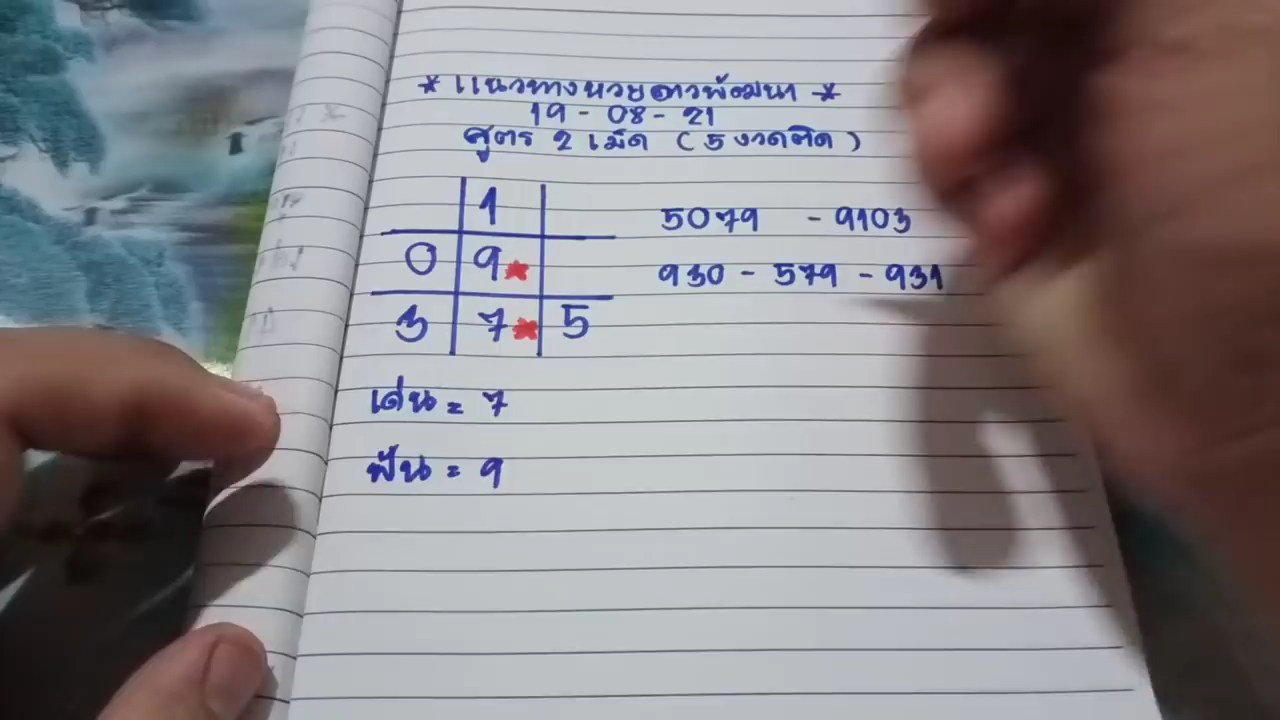 * แนวทางหวยลาวพัฒนา *
19 - 08 - 21
สูตร 2 เม็ด (5 งวดติด)
1
0 9*
3 7* 5
5079 - 9103
930 - 579 - 931
เด่น = 7
ฟัน = 9